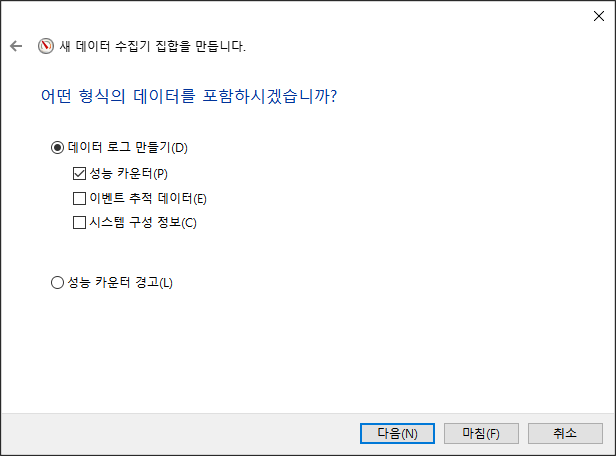 새 데이터 수집기 집합을 만듭니다.
어떤 형식의 데이터를 포함하시겠습니까?
데이터 로그 만들기(D)
성능 카운터(P)
이벤트 추적 데이터(E)
시스템 구성 정보(C)
성능 카운터 경고(L)
다음(N) 마침(F) 취소